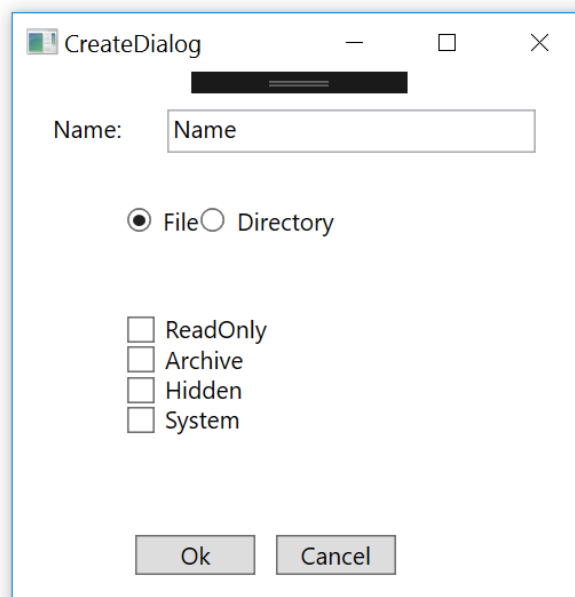 CreateDialog
Name: Name
File Directory
ReadOnly
Archive
Hidden
System
Ok Cancel